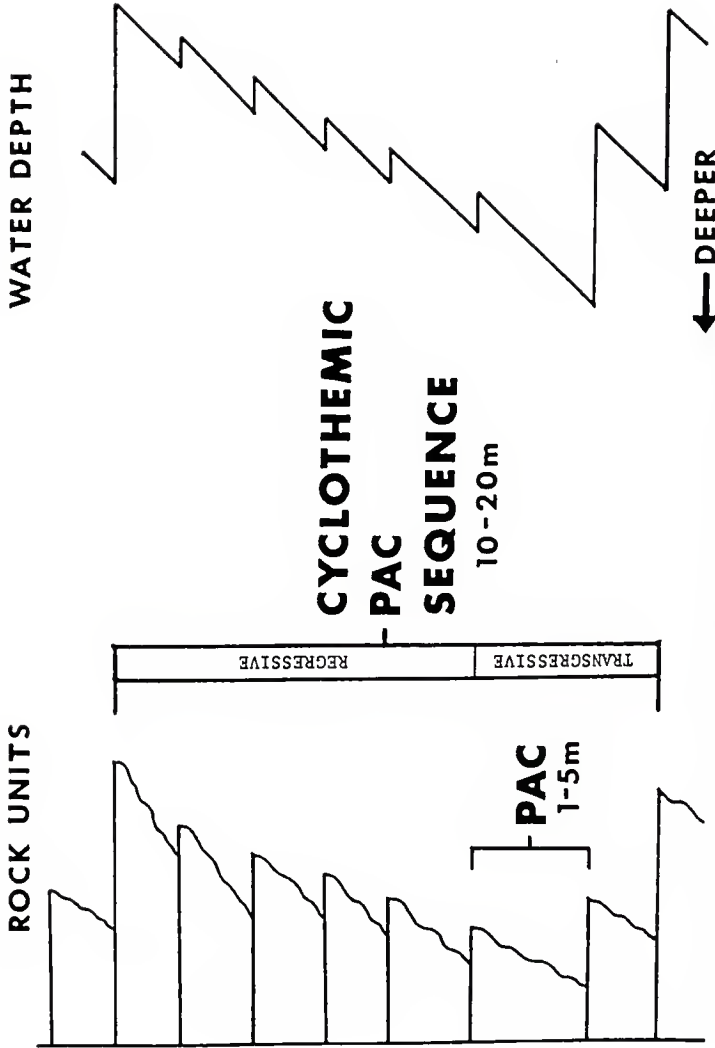 ROCK UNITS
WATER DEPTH
REGRESSIVE
TRANSGRESSIVE
CYCLOTHEMIC
PAC
SEQUENCE
10-20m
PAC
1-5m
DEEPER